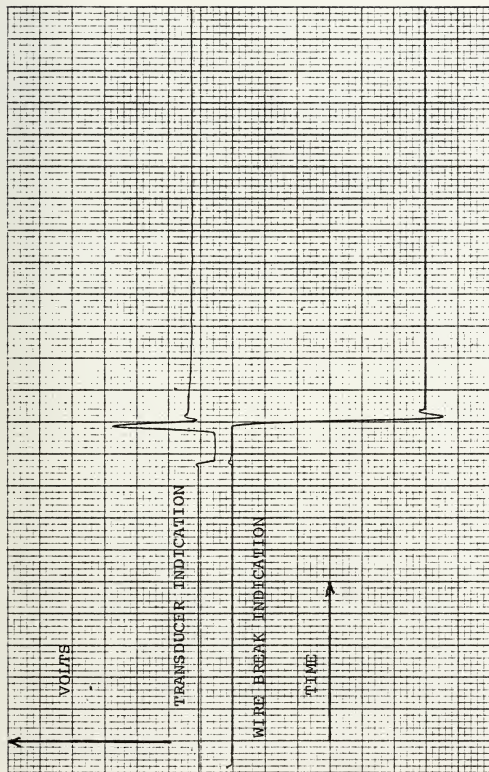 VOLTS
TRANSDUCER INDICATION
WIRE BREAK INDICATION
TIME